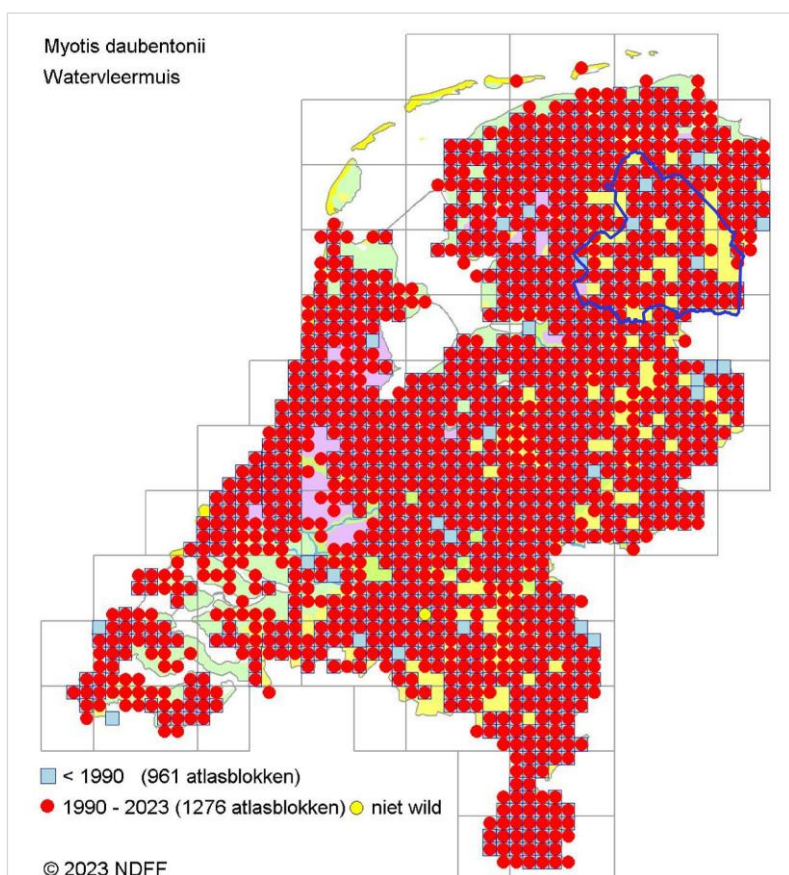 Myotis daubentonii
Watervleermuis
< 1990 (961 atlasblokken)
1990 - 2023 (1276 atlasblokken) niet wild
© 2023 NDFF